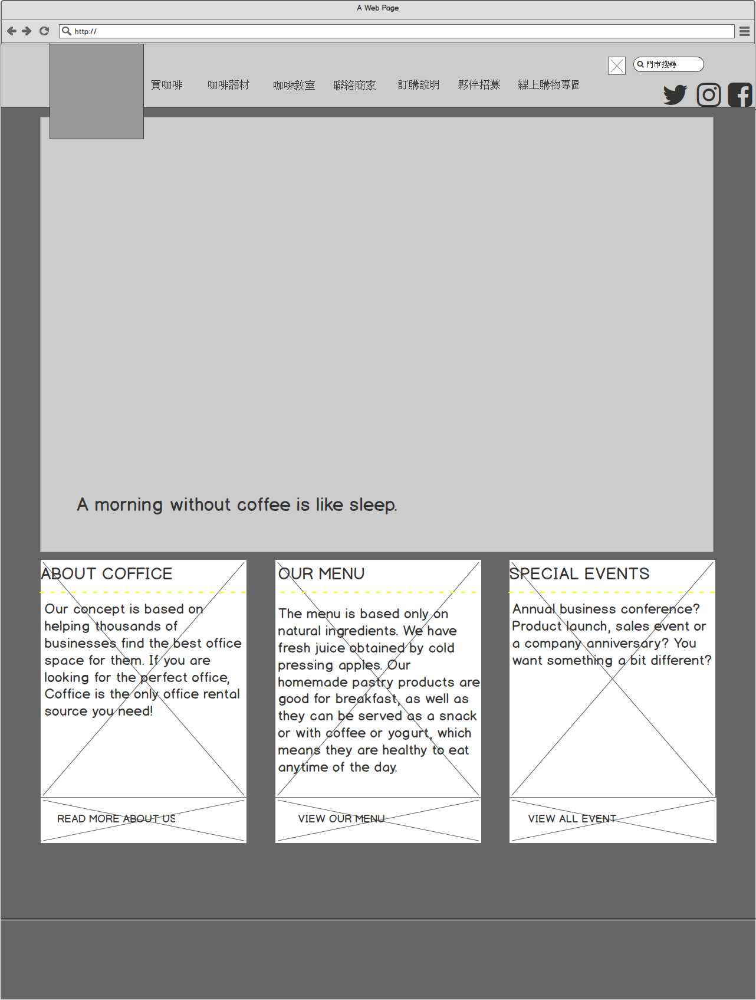 A Web Page
http://
門市搜尋
買咖啡
咖啡器材
咖啡教室
聯絡商家
訂購說明
夥伴招募
線上購物專區
A morning without coffee is like sleep.
ABOUT COFFICE
Our concept is based on
helping thousands of
businesses find the best office
space for them. If you are
looking for the perfect office,
Coffice is the only office rental
source you need!
READ MORE ABOUT US
OUR MENU
The menu is based only on
natural ingredients. We have
fresh juice obtained by cold
pressing apples. Our
homemade pastry products are
good for breakfast, as well as
they can be served as a snack
or with coffee or yogurt, which
means they are healthy to eat
anytime of the day.
VIEW OUR MENU
SPECIAL EVENTS
Annual business conference?
Product launch, sales event or
a company anniversary? You
want something a bit different?
VIEW ALL EVENT